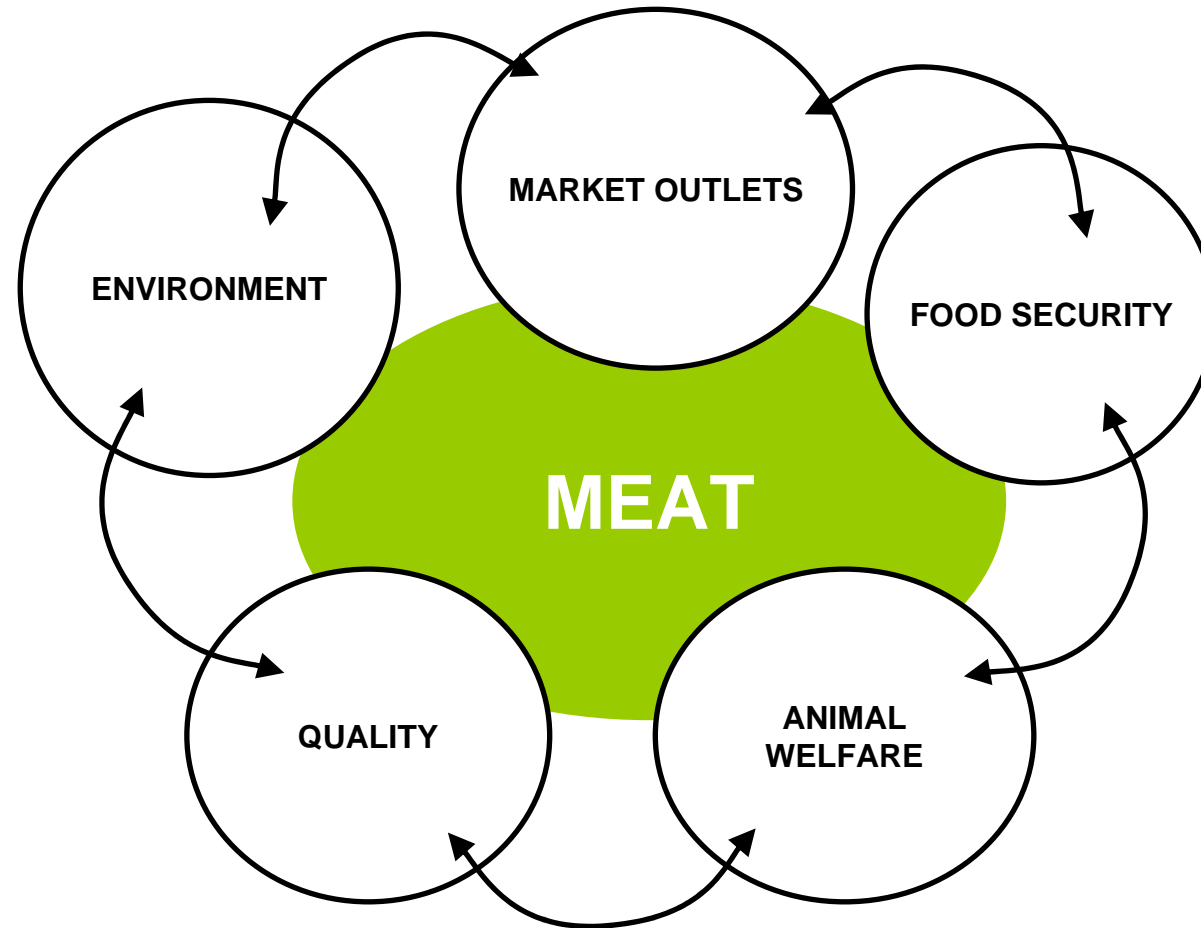 MARKET OUTLETS
ENVIRONMENT
FOOD SECURITY
MEAT
QUALITY
ANIMAL
WELFARE